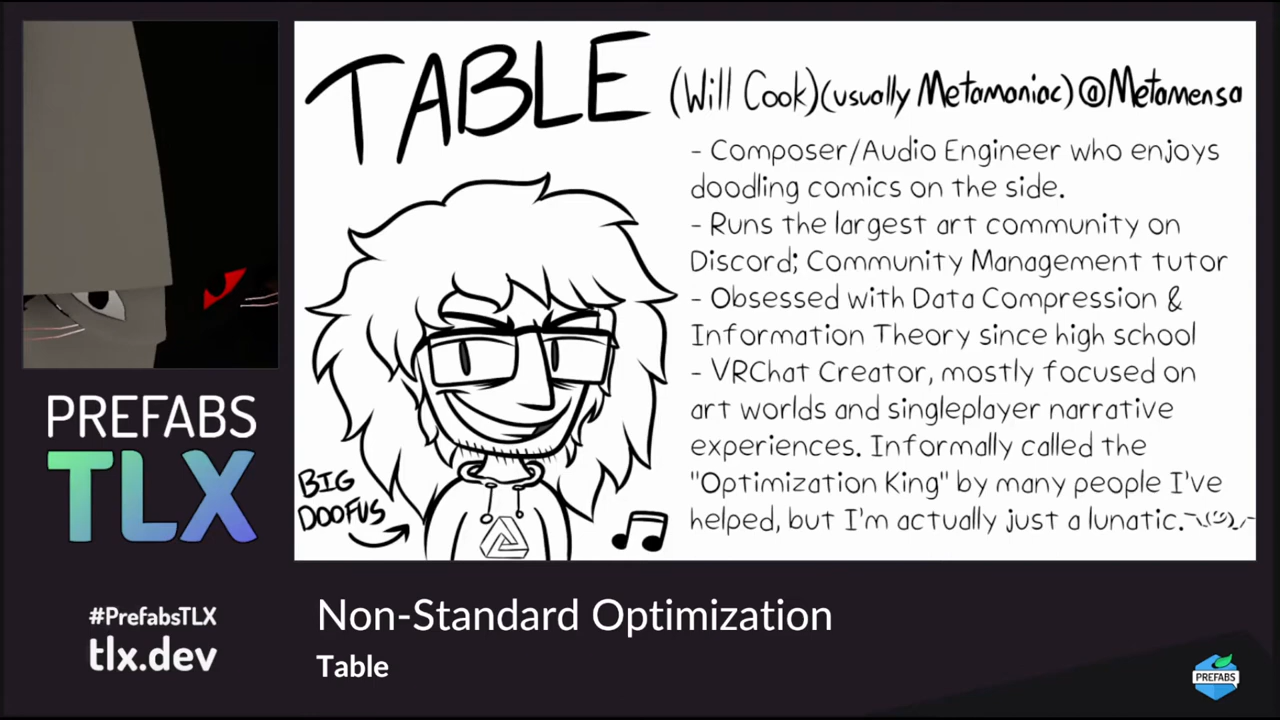 TABLE (Will Cook)(usually Metamaniac) @Metamensa
- Composer/Audio Engineer who enjoys
doodling comics on the side.
- Runs the largest art community on
Discord; Community Management tutor
- Obsessed with Data Compression &
Information Theory since high school
- VRChat Creator, mostly focused on
art worlds and singleplayer narrative
experiences. Informally called the
"Optimization King" by many people I've
helped, but I'm actually just a lunatic.¯\_(ツ)_/¯
BIG
DOOFUS
PREFABS
TLX
#PrefabsTLX
tlx.dev
Non-Standard Optimization
Table
PREFABS